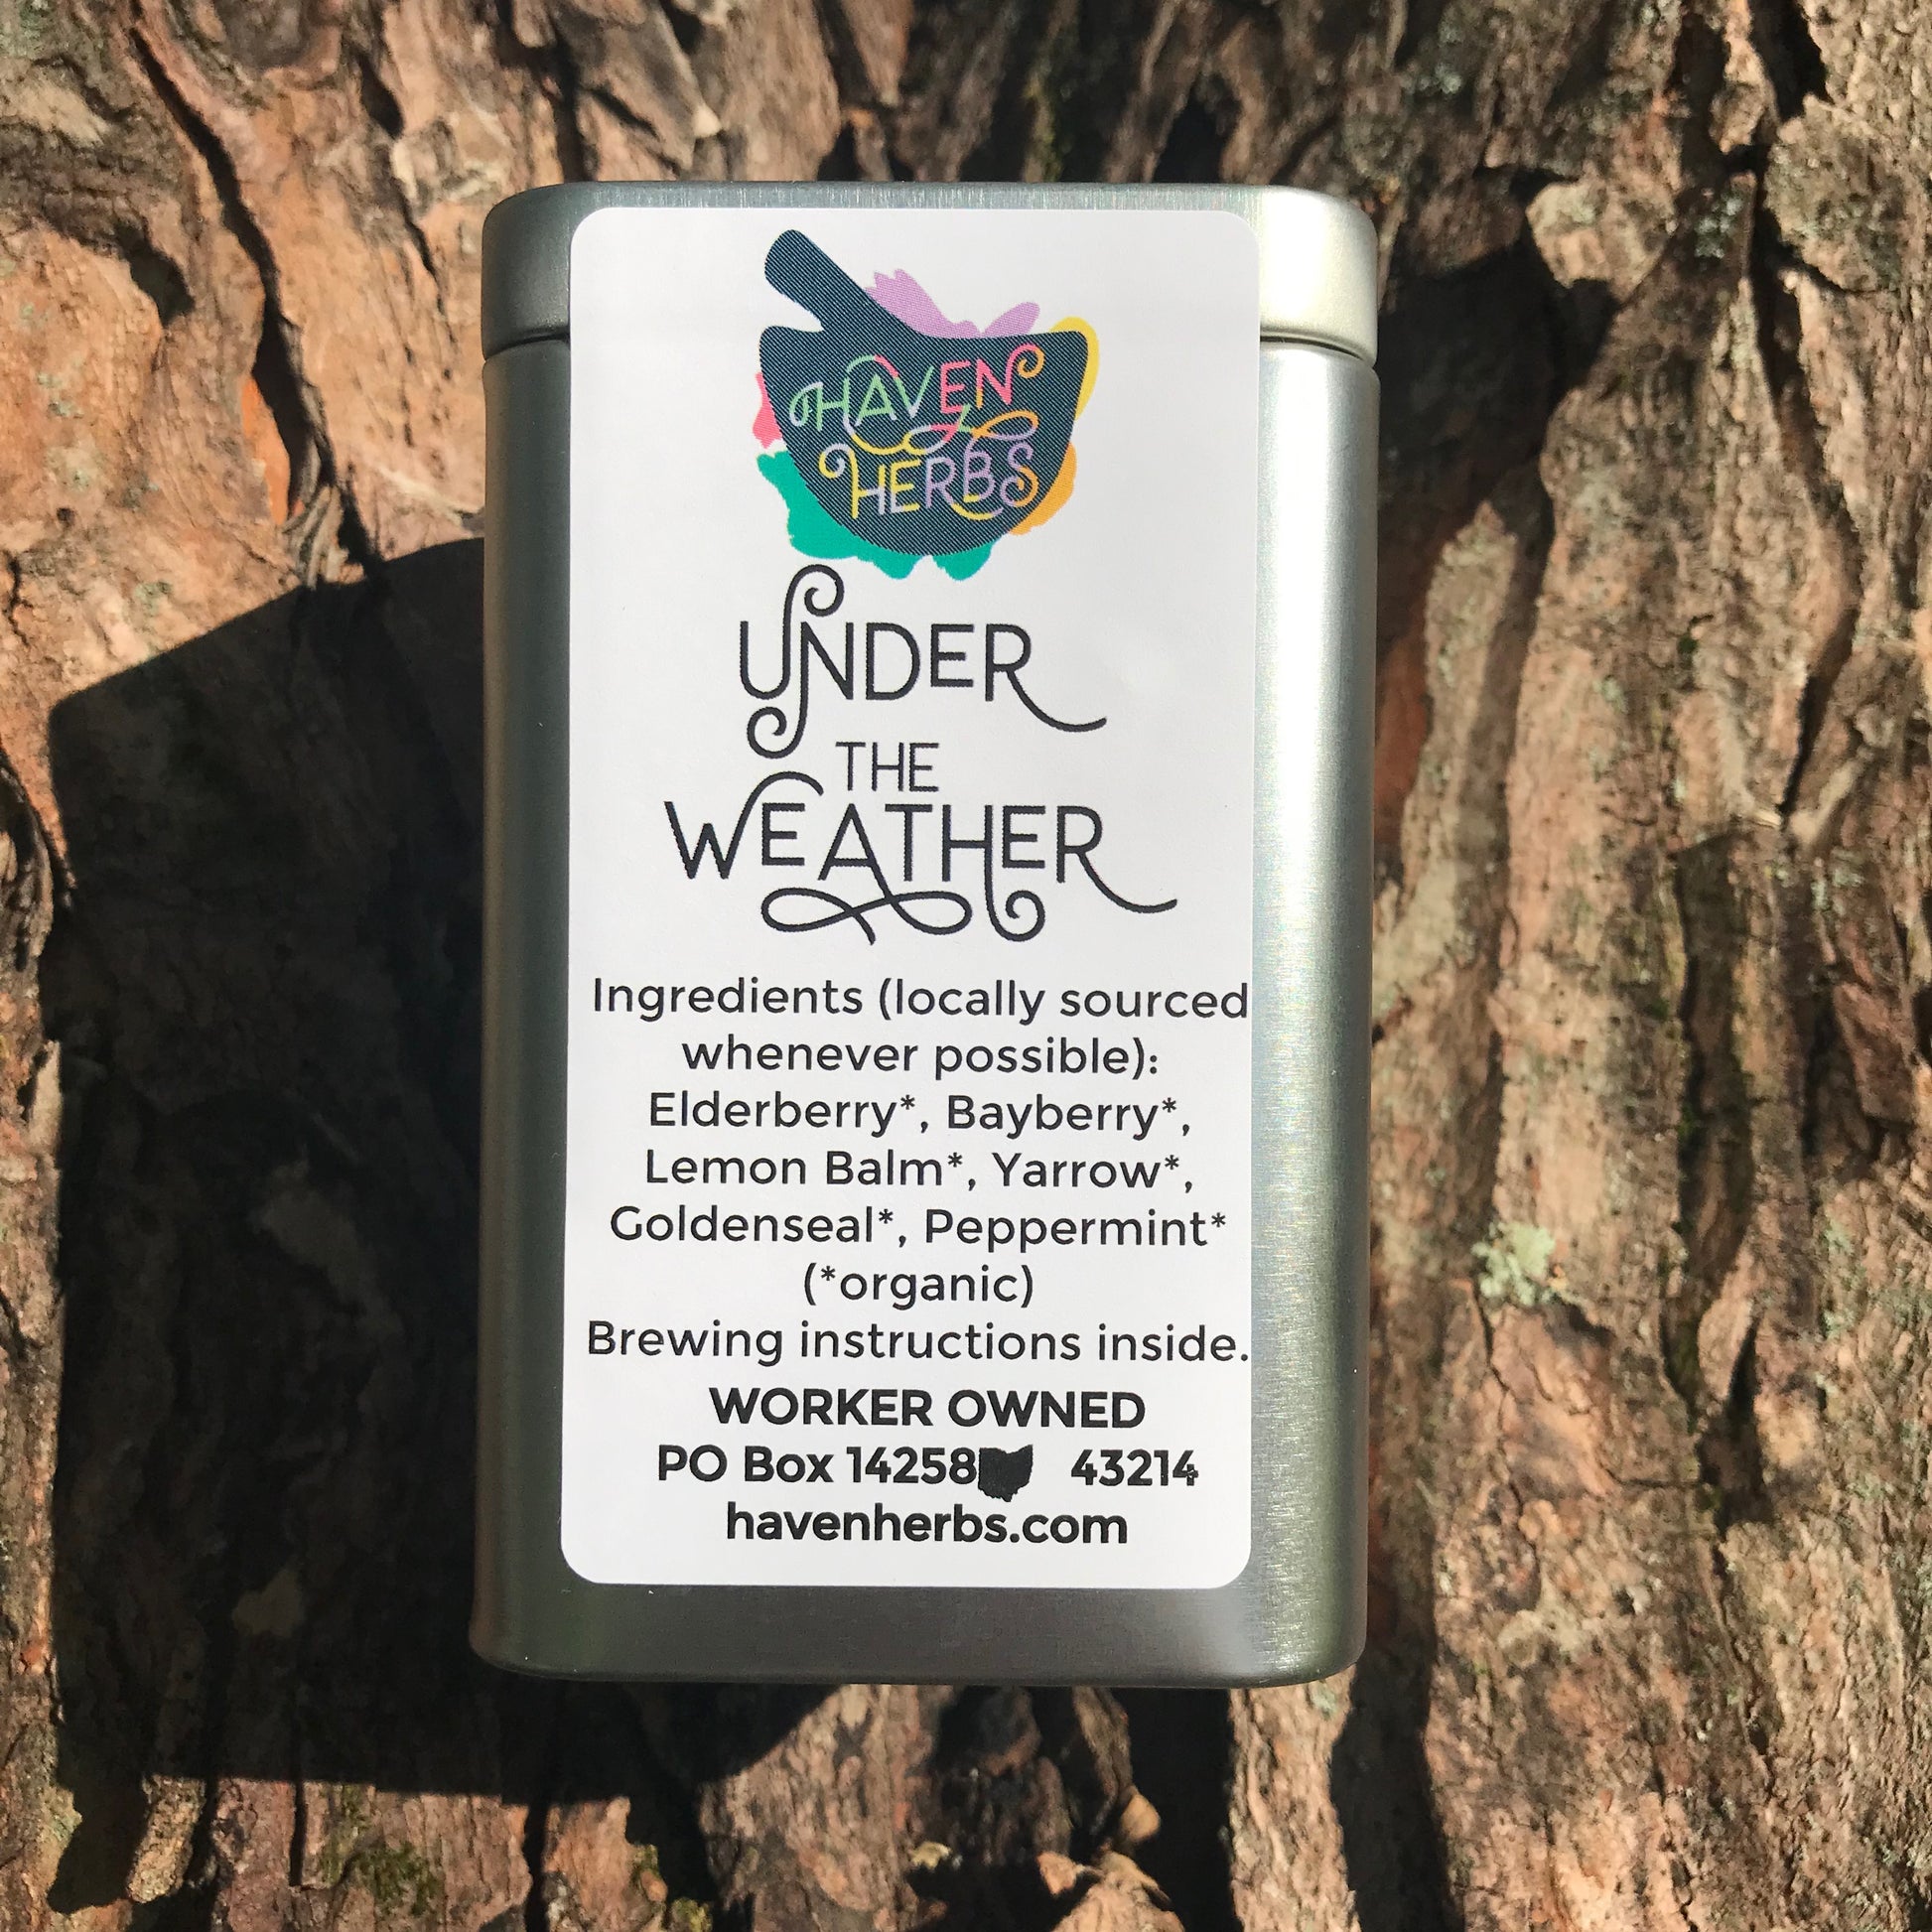 HAVEN
HERBS
UNDER
THE
WEATHER
Ingredients (locally sourced
whenever possible):
Elderberry*, Bayberry*,
Lemon Balm*, Yarrow*,
Goldenseal*, Peppermint*
(*organic)
Brewing instructions inside.
WORKER OWNED
PO Box 14258 43214
havenherbs.com